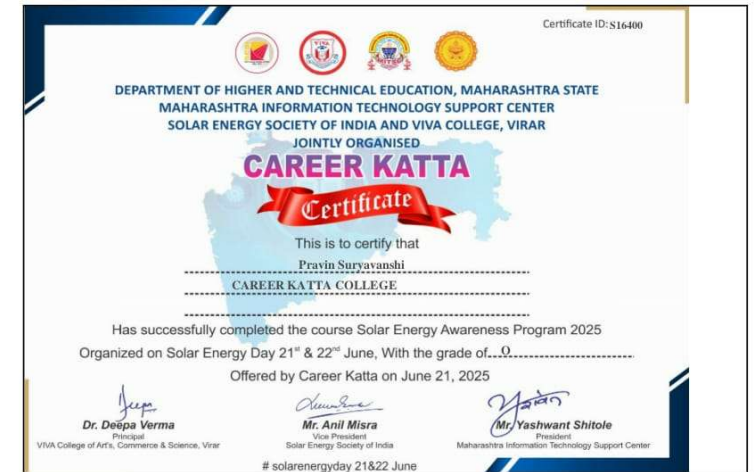 Certificate ID: S16400
DEPARTMENT OF HIGHER AND TECHNICAL EDUCATION, MAHARASHTRA STATE
MAHARASHTRA INFORMATION TECHNOLOGY SUPPORT CENTER
SOLAR ENERGY SOCIETY OF INDIA AND VIVA COLLEGE, VIRAR
JOINTLY ORGANISED
CAREER KATTA
Certificate
This is to certify that
Pravin Suryavanshi
CAREER KATTA COLLEGE
Has successfully completed the course Solar Energy Awareness Program 2025
Organized on Solar Energy Day 21st & 22nd June, With the grade of O
Offered by Career Katta on June 21, 2025
Dr. Deepa Verma
Principal
VIVA College of Art's, Commerce & Science, Virar
Mr. Anil Misra
Vice President
Solar Energy Society of India
Mr. Yashwant Shitole
President
Maharashtra Information Technology Support Center
# solarenergyday 21&22 June